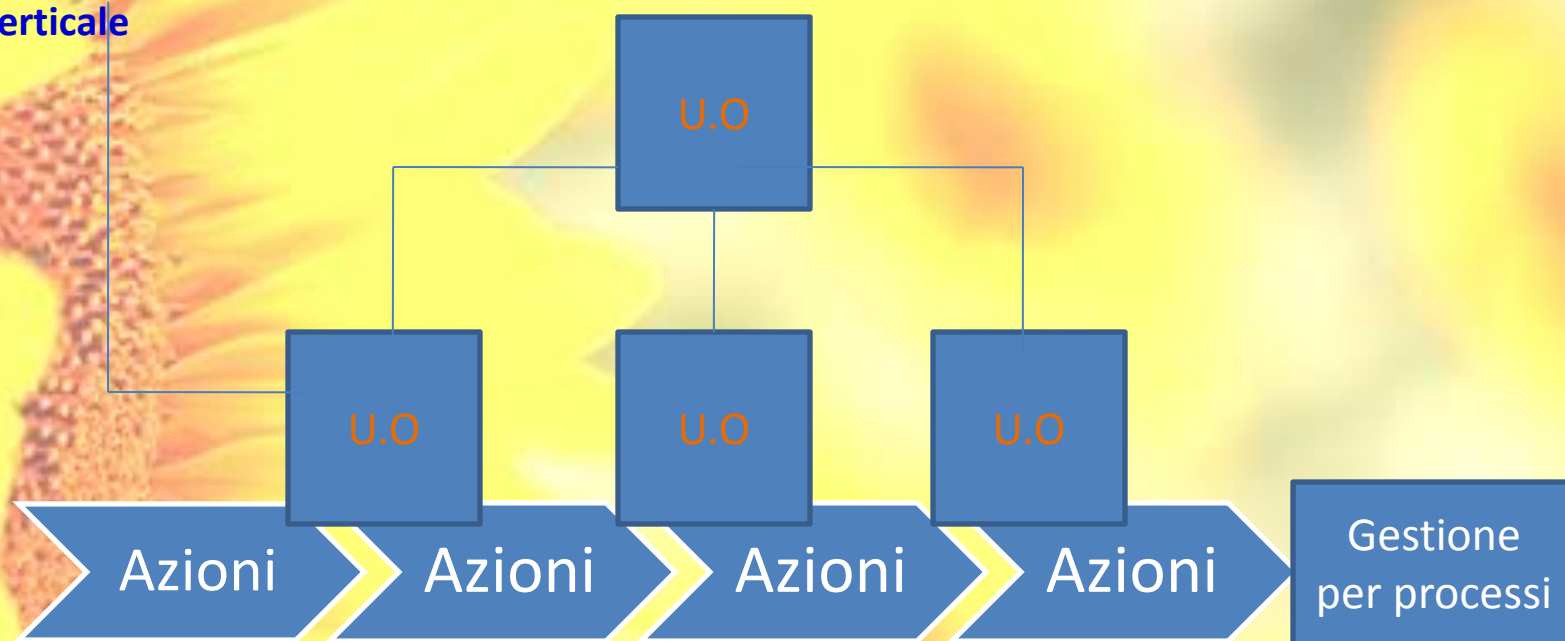 erticale
U.O
U.O U.O U.O
Azioni Azioni Azioni Azioni
Gestione
per processi